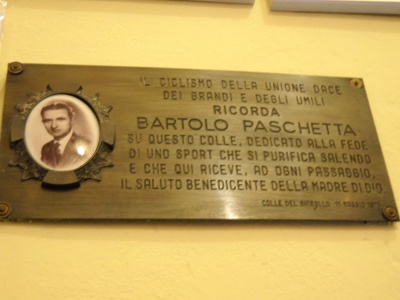 IL CICLISMO DELLA UNIONE DACE
DEI BRANDI E DEGLI UMILI
RICORDA
BARTOLO PASCHETTA
SU QUESTO COLLE, DEDICATO ALLA FEDE
DI UNO SPORT CHE SI PURIFICA SALENDO
E CHE QUI RICEVE, AD OGNI PASSAGGIO,
IL SALUTO BENEDICENTE DELLA MADRE DI DIO.
COLLE DEL